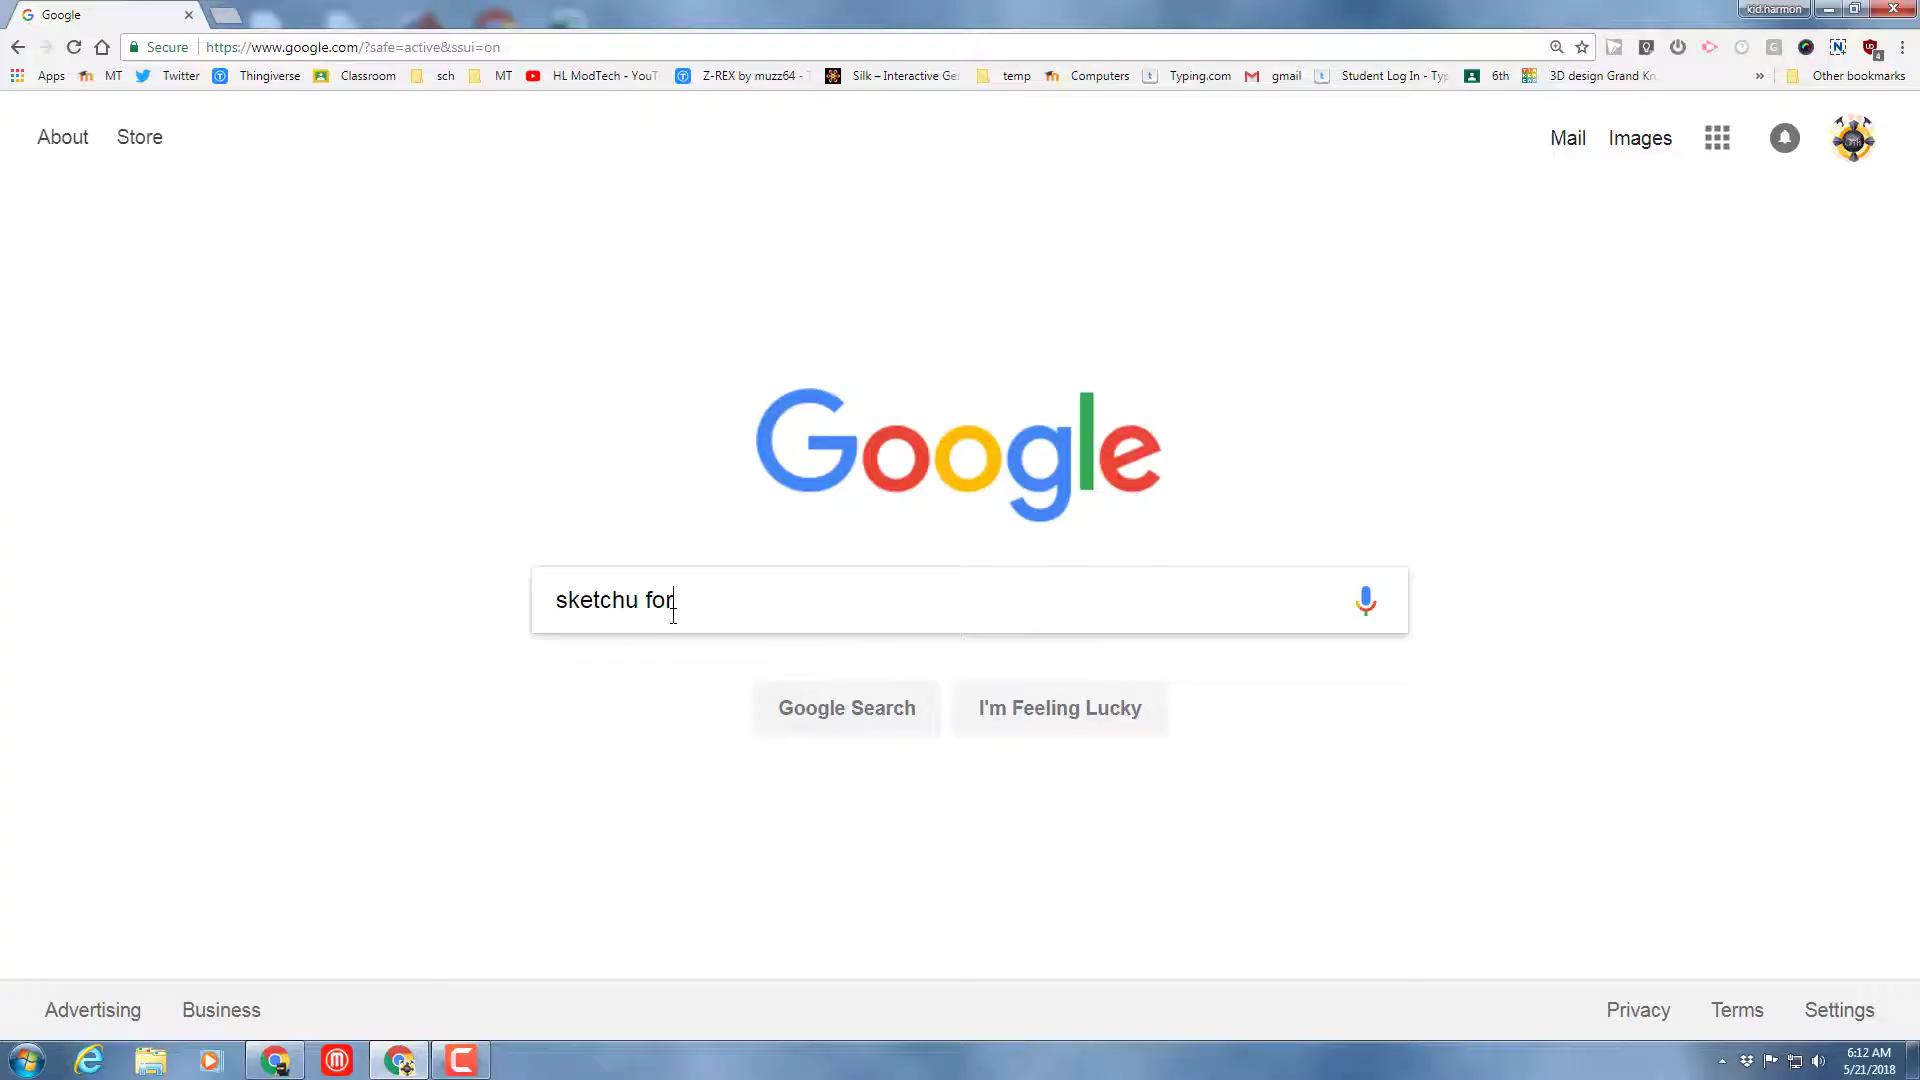 Google
kid.harmon
Secure
https://www.google.com/?safe=active&ssui=on
Apps MT Twitter Thingiverse Classroom sch MT HL ModTech - YouT Z-REX by muzz64 - Silk – Interactive Ge temp Computers Typing.com gmail Student Log In - Ty 6th 3D design Grand Kn » Other bookmarks
About Store Mail Images
Google
sketchu for
Google Search I'm Feeling Lucky
Advertising Business Privacy Terms Settings
6:12 AM
5/21/2018